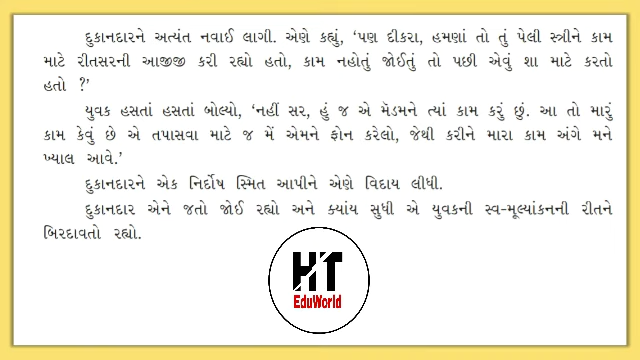 દુકાનદારને અત્યંત નવાઈ લાગી. એણે કહ્યું, ‘પણ દીકરા, હમણાં તો તું પેલી સ્ત્રીને કામ
માટે રીતસરની આજીજી કરી રહ્યો હતો, કામ નહોતું જોઈતું તો પછી એવું શા માટે કરતો
હતો ?’
યુવક હસતાં હસતાં બોલ્યો, ‘નહીં સર, હું જ એ મૅડમને ત્યાં કામ કરું છું. આ તો મારું
કામ કેવું છે એ તપાસવા માટે જ મેં એમને ફોન કરેલો, જેથી કરીને મારા કામ અંગે મને
ખ્યાલ આવે.’
દુકાનદારને એક નિર્દોષ સ્મિત આપીને એણે વિદાય લીધી.
દુકાનદાર એને જતો જોઈ રહ્યો અને ક્યાંય સુધી એ યુવકની સ્વ-મૂલ્યાંકનની રીતને
બિરદાવતો રહ્યો.
HT
EduWorld